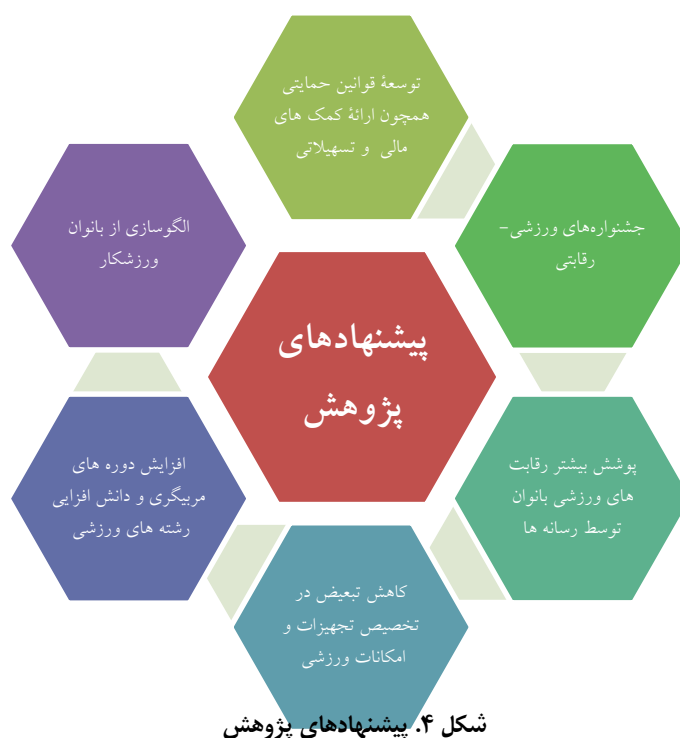 توسعهٔ قوانین حمایتی
همچون ارائهٔ کمک های
مالی و تسهیلاتی
جشنواره‌های ورزشی-
رقابتی
پوشش بیشتر رقابت
های ورزشی بانوان
توسط رسانه ها
کاهش تبعیض در
تخصیص تجهیزات و
امکانات ورزشی
افزایش دوره های
مربیگری و دانش افزایی
رشته های ورزشی
الگوسازی از بانوان
ورزشکار
پیشنهادهای
پژوهش
شکل ۴. پیشنهادهای پژوهش